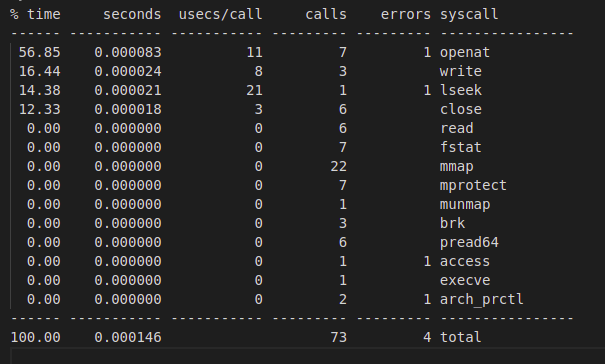 % time     seconds  usecs/call     calls    errors syscall
------ ----------- ----------- --------- --------- ----------------
 56.85    0.000083          11         7         1 openat
 16.44    0.000024           8         3           write
 14.38    0.000021          21         1         1 lseek
 12.33    0.000018           3         6           close
  0.00    0.000000           0         6           read
  0.00    0.000000           0         7           fstat
  0.00    0.000000           0        22           mmap
  0.00    0.000000           0         7           mprotect
  0.00    0.000000           0         1           munmap
  0.00    0.000000           0         3           brk
  0.00    0.000000           0         6           pread64
  0.00    0.000000           0         1         1 access
  0.00    0.000000           0         1           execve
  0.00    0.000000           0         2         1 arch_prctl
------ ----------- ----------- --------- --------- ----------------
100.00    0.000146                    73         4 total